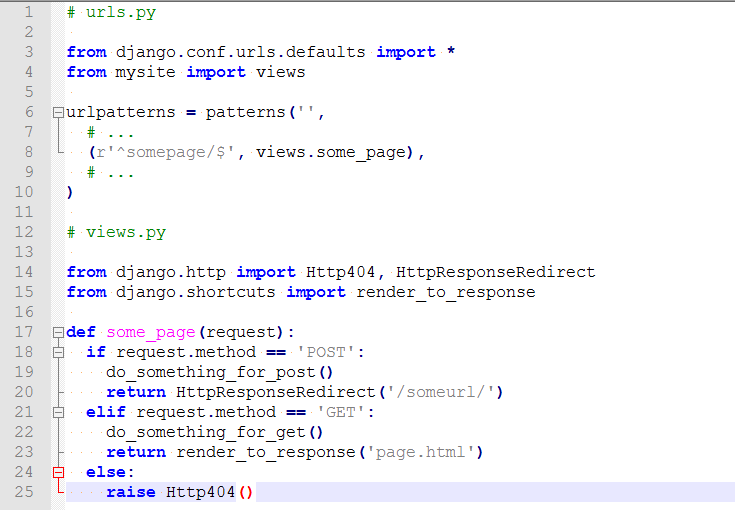 1 # urls.py
2
3 from django.conf.urls.defaults import *
4 from mysite import views
5
6 urlpatterns = patterns('',
7   # ...
8   (r'^somepage/$', views.some_page),
9   # ...
10 )
11
12 # views.py
13
14 from django.http import Http404, HttpResponseRedirect
15 from django.shortcuts import render_to_response
16
17 def some_page(request):
18   if request.method == 'POST':
19     do_something_for_post()
20     return HttpResponseRedirect('/someurl/')
21   elif request.method == 'GET':
22     do_something_for_get()
23     return render_to_response('page.html')
24   else:
25     raise Http404()